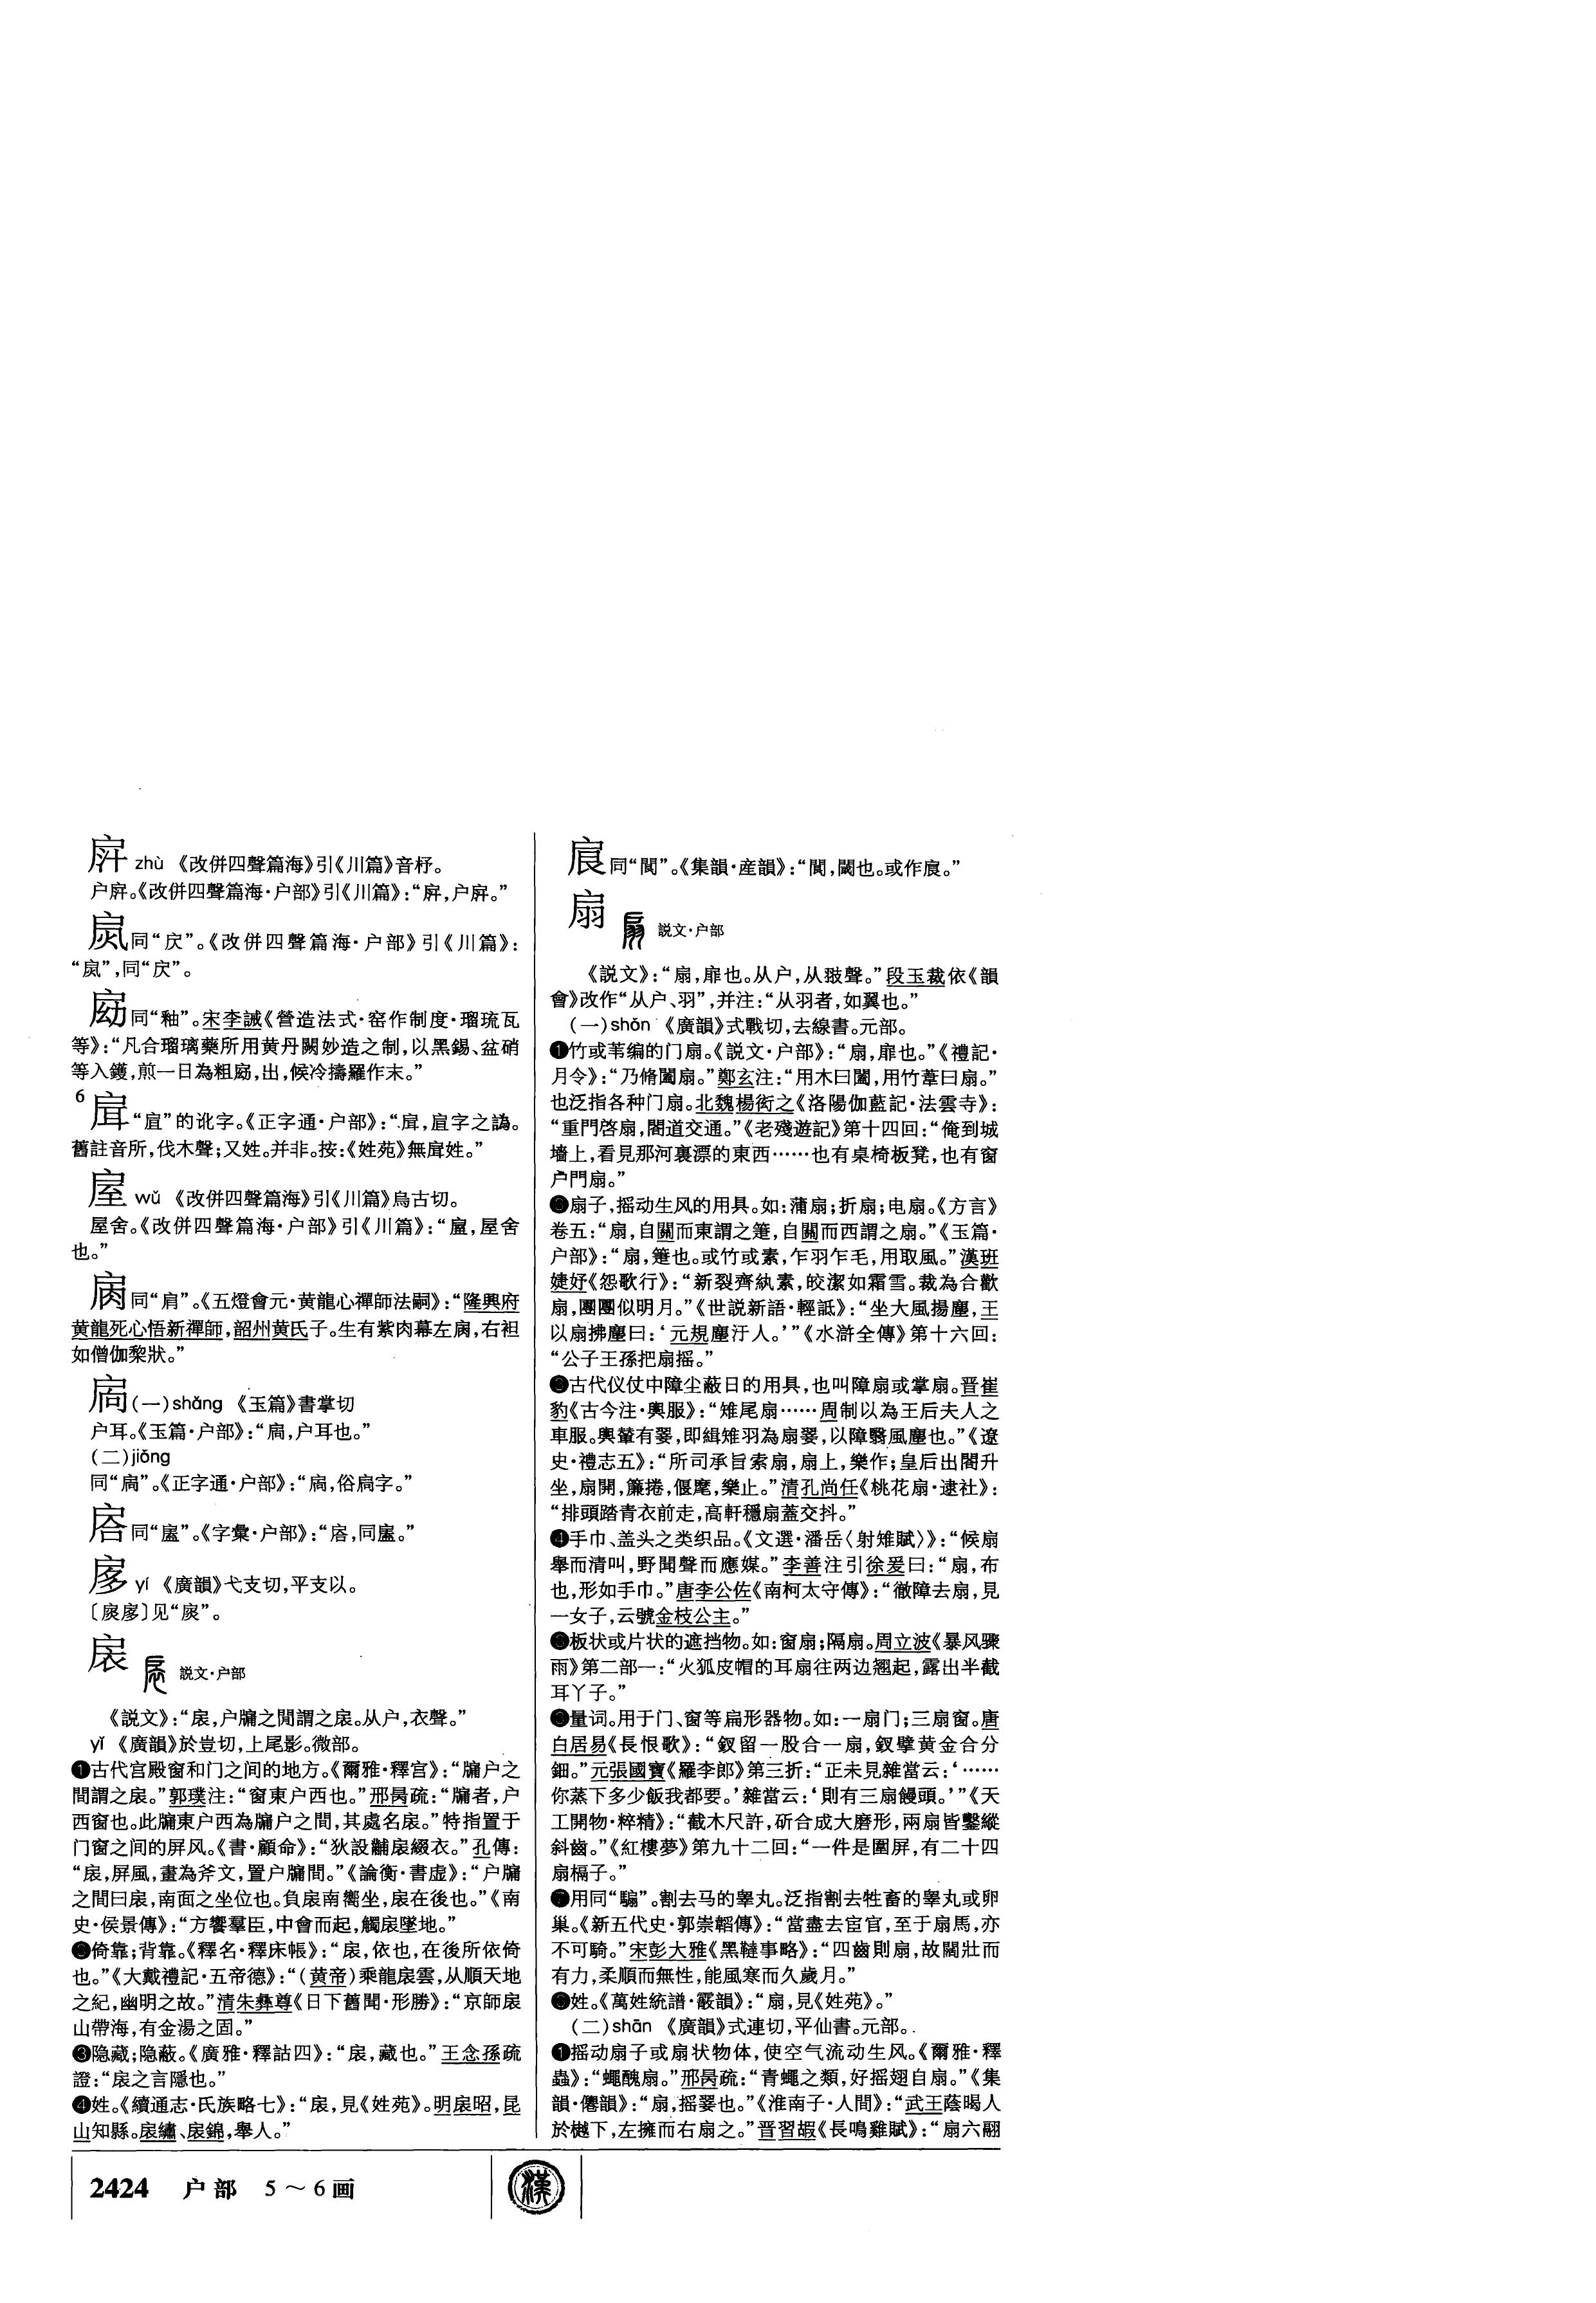 zhù 《改併四聲篇海》引《川篇》音杼。
户。《改併四聲篇海·户部》引《川篇》:“,户。”
同“㡿”。《改併四聲篇海·户部》引《川篇》:
“”,同“㡿”。
同“釉”。宋李誡《營造法式·窑作制度·瑠琉瓦
等》:“凡合瑠璃藥所用黄丹闕妙造之制,以黑錫、盆硝
等入鑊,煎一日為粗,出,候冷擣羅作末。”
6
“”的讹字。《正字通·户部》:“,字之譌。
舊註音所,伐木聲;又姓。并非。按:《姓苑》無姓。”
wǔ 《改併四聲篇海》引《川篇》烏古切。
屋舍。《改併四聲篇海·户部》引《川篇》:“,屋舍
也。”
同“肩”。《五燈會元·黄龍心禪師法嗣》:“隆興府
黄龍死心悟新禪師,韶州黄氏子。生有紫肉幕左,右袒
如僧伽黎狀。”
扄 (一)shǎng 《玉篇》書掌切
户耳。《玉篇·户部》:“扄,户耳也。”
(二)jiōng
同“扃”。《正字通·户部》:“扄,俗扃字。”
同“”。《字彙·户部》:“,同。”
扅 yí 《廣韻》弋支切,平支以。
〔扊扅〕见“扊”。
扆 説文·户部
《説文》:“扆,户牖之閒謂之扆。从户,衣聲。”
yǐ 《廣韻》於豈切,上尾影。微部。
❶古代宫殿窗和门之间的地方。《爾雅·釋宫》:“牖户之
間謂之扆。”郭璞注:“窗東户西也。”邢昺疏:“牖者,户
西窗也。此牖東户西為牖户之間,其處名扆。”特指置于
门窗之间的屏风。《書·顧命》:“狄設黼扆綴衣。”孔傳:
“扆,屏風,畫為斧文,置户牖間。”《論衡·書虚》:“户牖
之間曰扆,南面之坐位也。負扆南嚮坐,扆在後也。”《南
史·侯景傳》:“方饗羣臣,中會而起,觸扆墜地。”
❷倚靠;背靠。《釋名·釋床帳》:“扆,依也,在後所依倚
也。”《大戴禮記·五帝德》:“(黄帝)乘龍扆雲,从順天地
之紀,幽明之故。”清朱彝尊《日下舊聞·形勝》:“京師扆
山帶海,有金湯之固。”
❸隐藏;隐蔽。《廣雅·釋詁四》:“扆,藏也。”王念孫疏
證:“扆之言隱也。”
❹姓。《續通志·氏族略七》:“扆,見《姓苑》。明扆昭,昆
山知縣。扆繡、扆錦,舉人。”
同“閬”。《集韻·産韻》:“閬,閾也。或作。”
扇 説文·户部
《説文》:“扇,扉也。从户,从翄聲。”段玉裁依《韻
會》改作“从户、羽”,并注:“从羽者,如翼也。”
(一)shàn 《廣韻》式戰切,去線書。元部。
❶竹或苇编的门扇。《説文·户部》:“扇,扉也。”《禮記·
月令》:“乃脩闔扇。”鄭玄注:“用木曰闔,用竹葦曰扇。”
也泛指各种门扇。北魏楊衒之《洛陽伽藍記·法雲寺》:
“重門啓扇,閣道交通。”《老殘遊記》第十四回:“俺到城
墙上,看見那河裏漂的東西……也有桌椅板凳,也有窗
户門扇。”
❷扇子,摇动生风的用具。如:蒲扇;折扇;电扇。《方言》
卷五:“扇,自關而東謂之箑,自關而西謂之扇。”《玉篇·
户部》:“扇,箑也。或竹或素,乍羽乍毛,用取風。”漢班
婕妤《怨歌行》:“新裂齊紈素,皎潔如霜雪。裁為合歡
扇,團團似明月。”《世説新語·輕詆》:“坐大風揚塵,王
以扇拂塵曰:‘元規塵汙人。’”《水滸全傳》第十六回:
“公子王孫把扇摇。”
❸古代仪仗中障尘蔽日的用具,也叫障扇或掌扇。晋崔
豹《古今注·輿服》:“雉尾扇……周制以為王后夫人之
車服。輿輦有翣,即緝雉羽為扇翣,以障翳風塵也。”《遼
史·禮志五》:“所司承旨索扇,扇上,樂作;皇后出閤升
坐,扇開,簾捲,偃麾,樂止。”清孔尚任《桃花扇·逮社》:
“排頭踏青衣前走,高軒穩扇蓋交抖。”
❹手巾、盖头之类织品。《文選·潘岳〈射雉賦〉》:“候扇
舉而清叫,野聞聲而應媒。”李善注引徐爰曰:“扇,布
也,形如手巾。”唐李公佐《南柯太守傳》:“徹障去扇,見
一女子,云號金枝公主。”
❺板状或片状的遮挡物。如:窗扇;隔扇。周立波《暴风骤
雨》第二部一:“火狐皮帽的耳扇往两边翘起,露出半截
耳丫子。”
❻量词。用于门、窗等扁形器物。如:一扇门;三扇窗。唐
白居易《長恨歌》:“釵留一股合一扇,釵擘黄金合分
鈿。”元張國賓《羅李郎》第三折:“正未見雜當云:‘……
你蒸下多少飯我都要。’雜當云:‘則有三扇饅頭。’”《天
工開物·粹精》:“截木尺許,斫合成大磨形,兩扇皆鑿縱
斜齒。”《紅樓夢》第九十二回:“一件是圍屏,有二十四
扇槅子。”
❼用同“騸”。割去马的睾丸。泛指割去牲畜的睾丸或卵
巢。《新五代史·郭崇韜傳》:“當盡去宦官,至于扇馬,亦
不可騎。”宋彭大雅《黑韃事略》:“四齒則扇,故闊壯而
有力,柔順而無性,能風寒而久歲月。”
❽姓。《萬姓統譜·霰韻》:“扇,見《姓苑》。”
(二)shān 《廣韻》式連切,平仙書。元部。
❶摇动扇子或扇状物体,使空气流动生风。《爾雅·釋
蟲》:“蠅醜扇。”邢昺疏:“青蠅之類,好摇翅自扇。”《集
韻·僊韻》:“扇,摇翣也。”《淮南子·人間》:“武王蔭暍人
於樾下,左擁而右扇之。”晋習嘏《長鳴雞賦》:“扇六翮
2424 户部 5～6画
漢